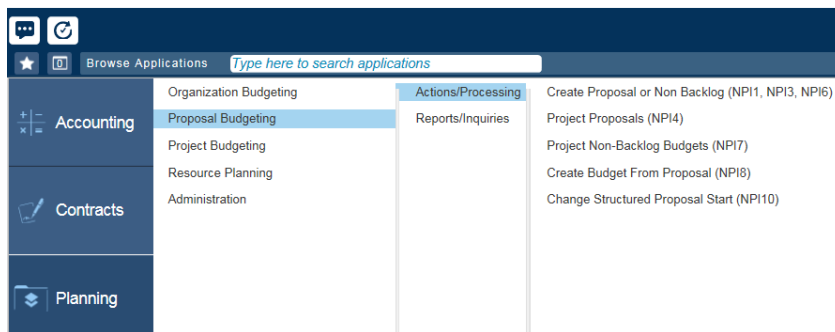 0
Browse Applications
Type here to search applications
Accounting
Contracts
Planning
Organization Budgeting
Proposal Budgeting
Project Budgeting
Resource Planning
Administration
Actions/Processing
Reports/Inquiries
Create Proposal or Non Backlog (NPI1, NPI3, NPI6)
Project Proposals (NPI4)
Project Non-Backlog Budgets (NPI7)
Create Budget From Proposal (NPI8)
Change Structured Proposal Start (NPI10)